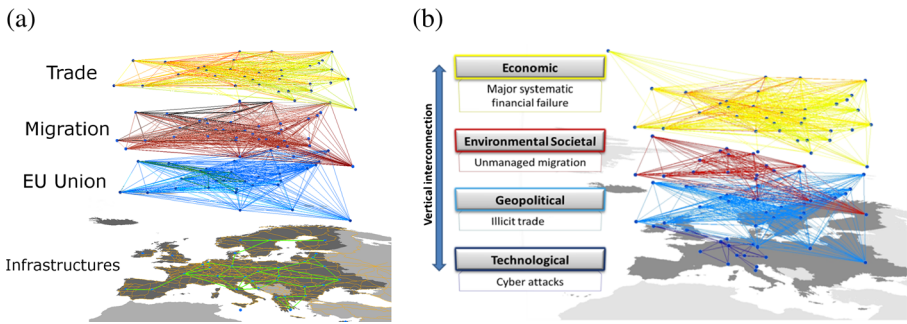 (a)
Trade
Migration
EU Union
Infrastructures
(b)
Vertical interconnection
Economic
Major systematic
financial failure
Environmental Societal
Unmanaged migration
Geopolitical
Illicit trade
Technological
Cyber attacks